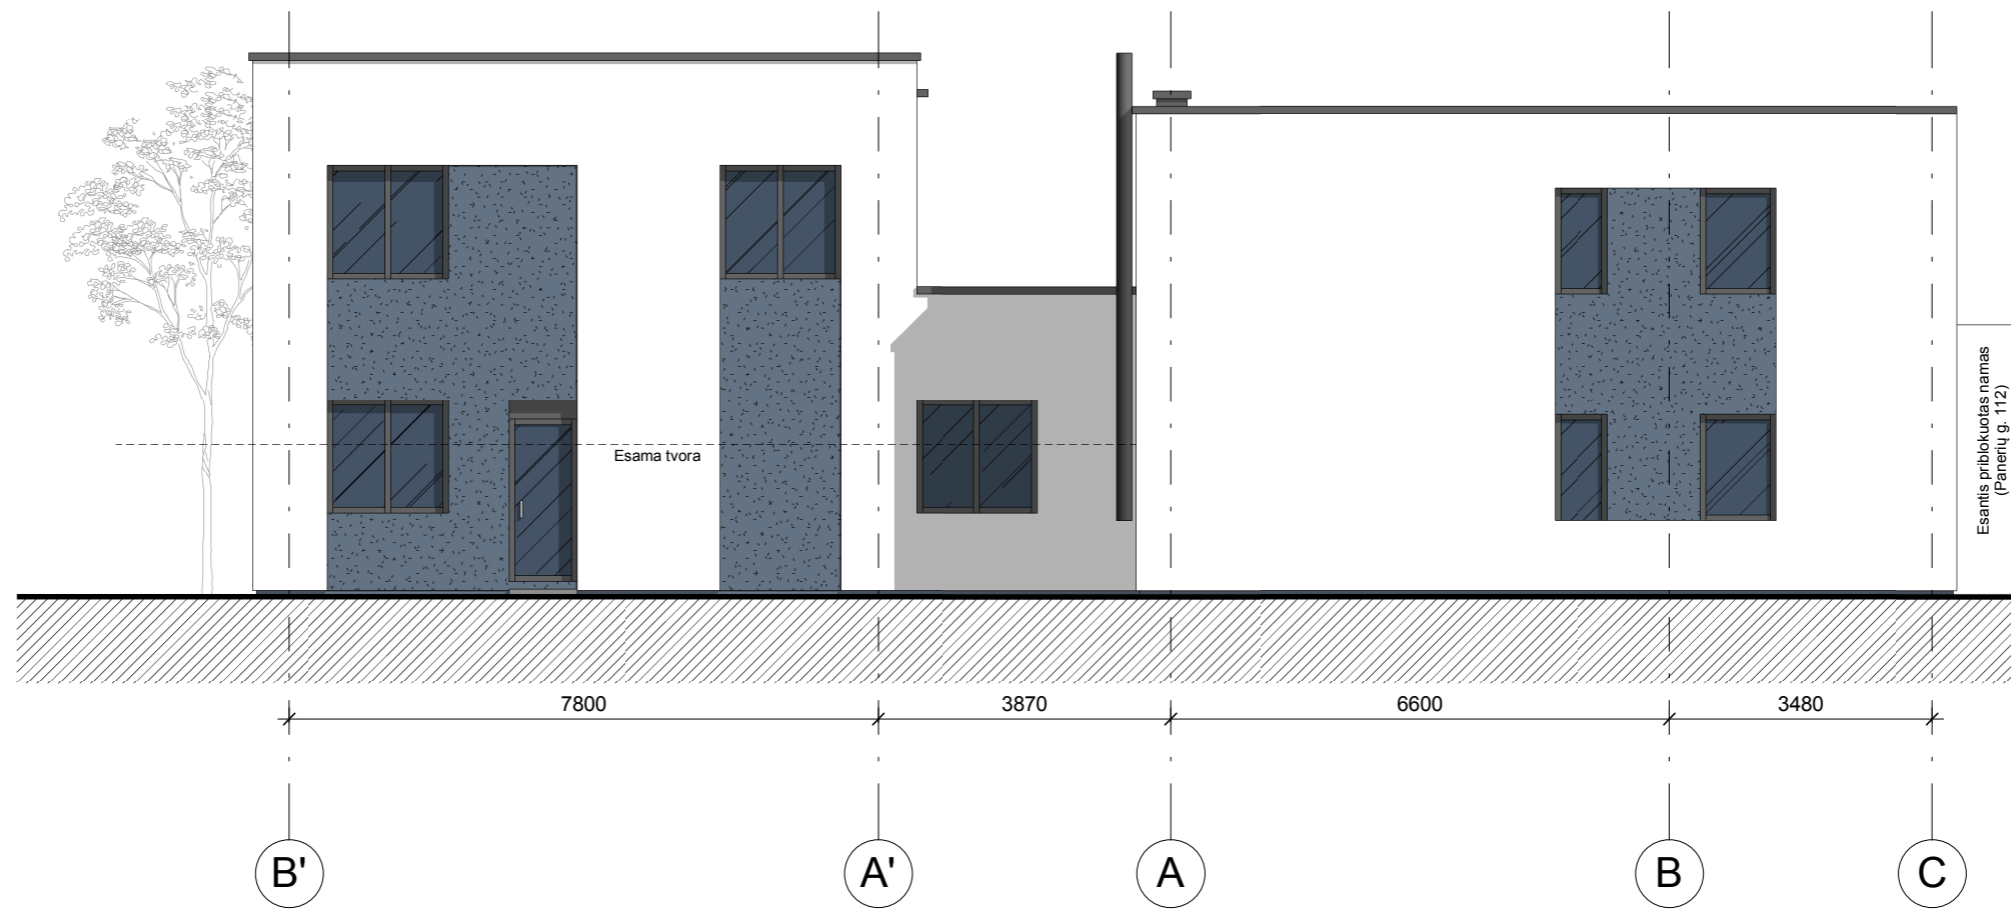 Esama tvora
Esantis priblokuotas namas
(Panerių g. 112)
7800
3870
6600
3480
B'
A'
A
B
C